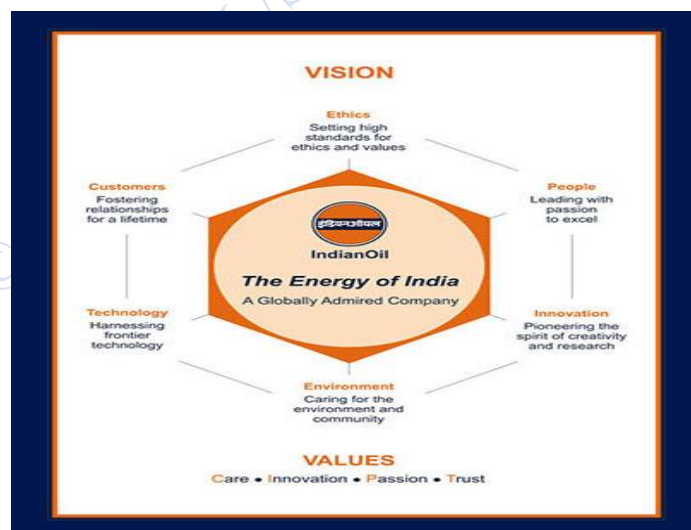 VISION
Ethics
Setting high
standards for
ethics and values
Customers
Fostering
relationships
for a lifetime
People
Leading with
passion
to excel
इंडियनऑयल
IndianOil
The Energy of India
A Globally Admired Company
Technology
Harnessing
frontier
technology
Innovation
Pioneering the
spirit of creativity
and research
Environment
Caring for the
environment and
community
VALUES
Care • Innovation • Passion • Trust